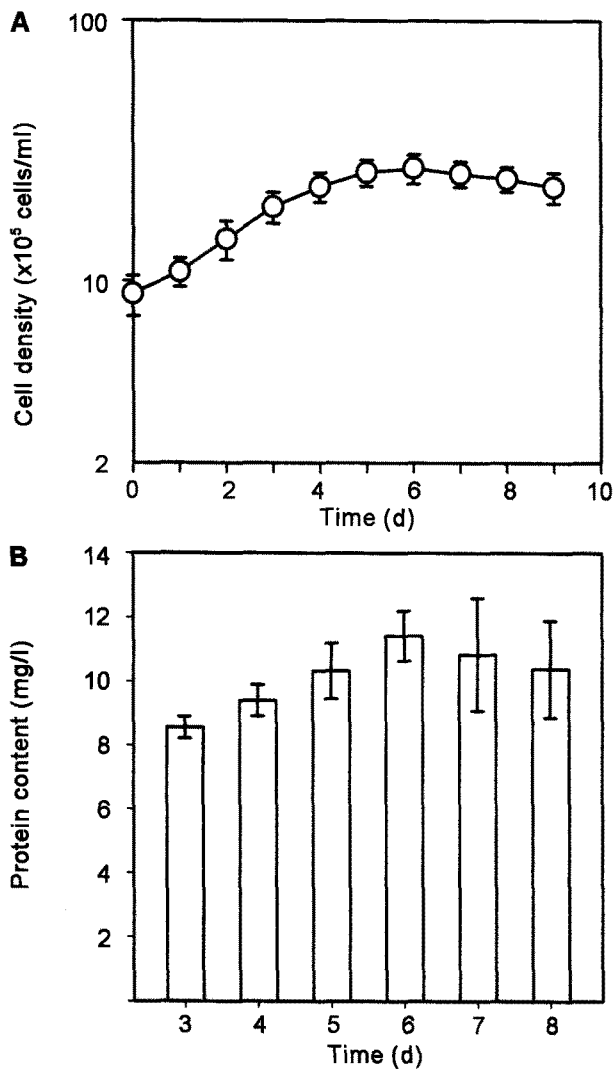 A
100
10
2
Cell density (x10⁵ cells/ml)
0 2 4 6 8 10
Time (d)
B
14
12
10
8
6
4
2
Protein content (mg/l)
3 4 5 6 7 8
Time (d)